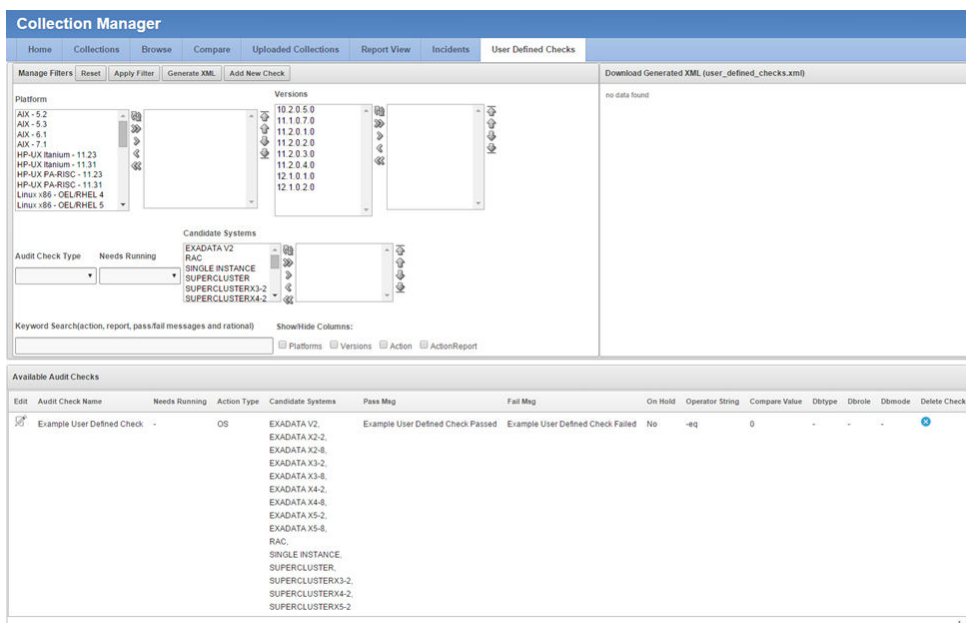 Collection Manager
Home Collections Browse Compare Uploaded Collections Report View Incidents User Defined Checks
Manage Filters Reset Apply Filter Generate XML Add New Check
Platform
AIX - 5.2
AIX - 5.3
AIX - 6.1
AIX - 7.1
HP-UX Itanium - 11.23
HP-UX Itanium - 11.31
HP-UX PA-RISC - 11.23
HP-UX PA-RISC - 11.31
Linux x86 - OEL/RHEL 4
Linux x86 - OEL/RHEL 5
Versions
10.2.0.5.0
11.1.0.7.0
11.2.0.1.0
11.2.0.2.0
11.2.0.3.0
11.2.0.4.0
12.1.0.1.0
12.1.0.2.0
Audit Check Type Needs Running
Candidate Systems
EXADATA V2
RAC
SINGLE INSTANCE
SUPERCLUSTER
SUPERCLUSTERX3-2
SUPERCLUSTERX4-2
Keyword Search(action, report, pass/fail messages and rational)
Show/Hide Columns:
Platforms Versions Action ActionReport
Download Generated XML (user_defined_checks.xml)
no data found
Available Audit Checks
Edit Audit Check Name Needs Running Action Type Candidate Systems Pass Msg Fail Msg On Hold Operator String Compare Value Dbtype Dbrole Dbmode Delete Check
Example User Defined Check - OS EXADATA V2, Example User Defined Check Passed Example User Defined Check Failed No -eq 0 - - -
EXADATA X2-2,
EXADATA X2-8,
EXADATA X3-2,
EXADATA X3-8,
EXADATA X4-2,
EXADATA X4-8,
EXADATA X5-2,
EXADATA X5-8,
RAC,
SINGLE INSTANCE,
SUPERCLUSTER,
SUPERCLUSTERX3-2,
SUPERCLUSTERX4-2,
SUPERCLUSTERX5-2